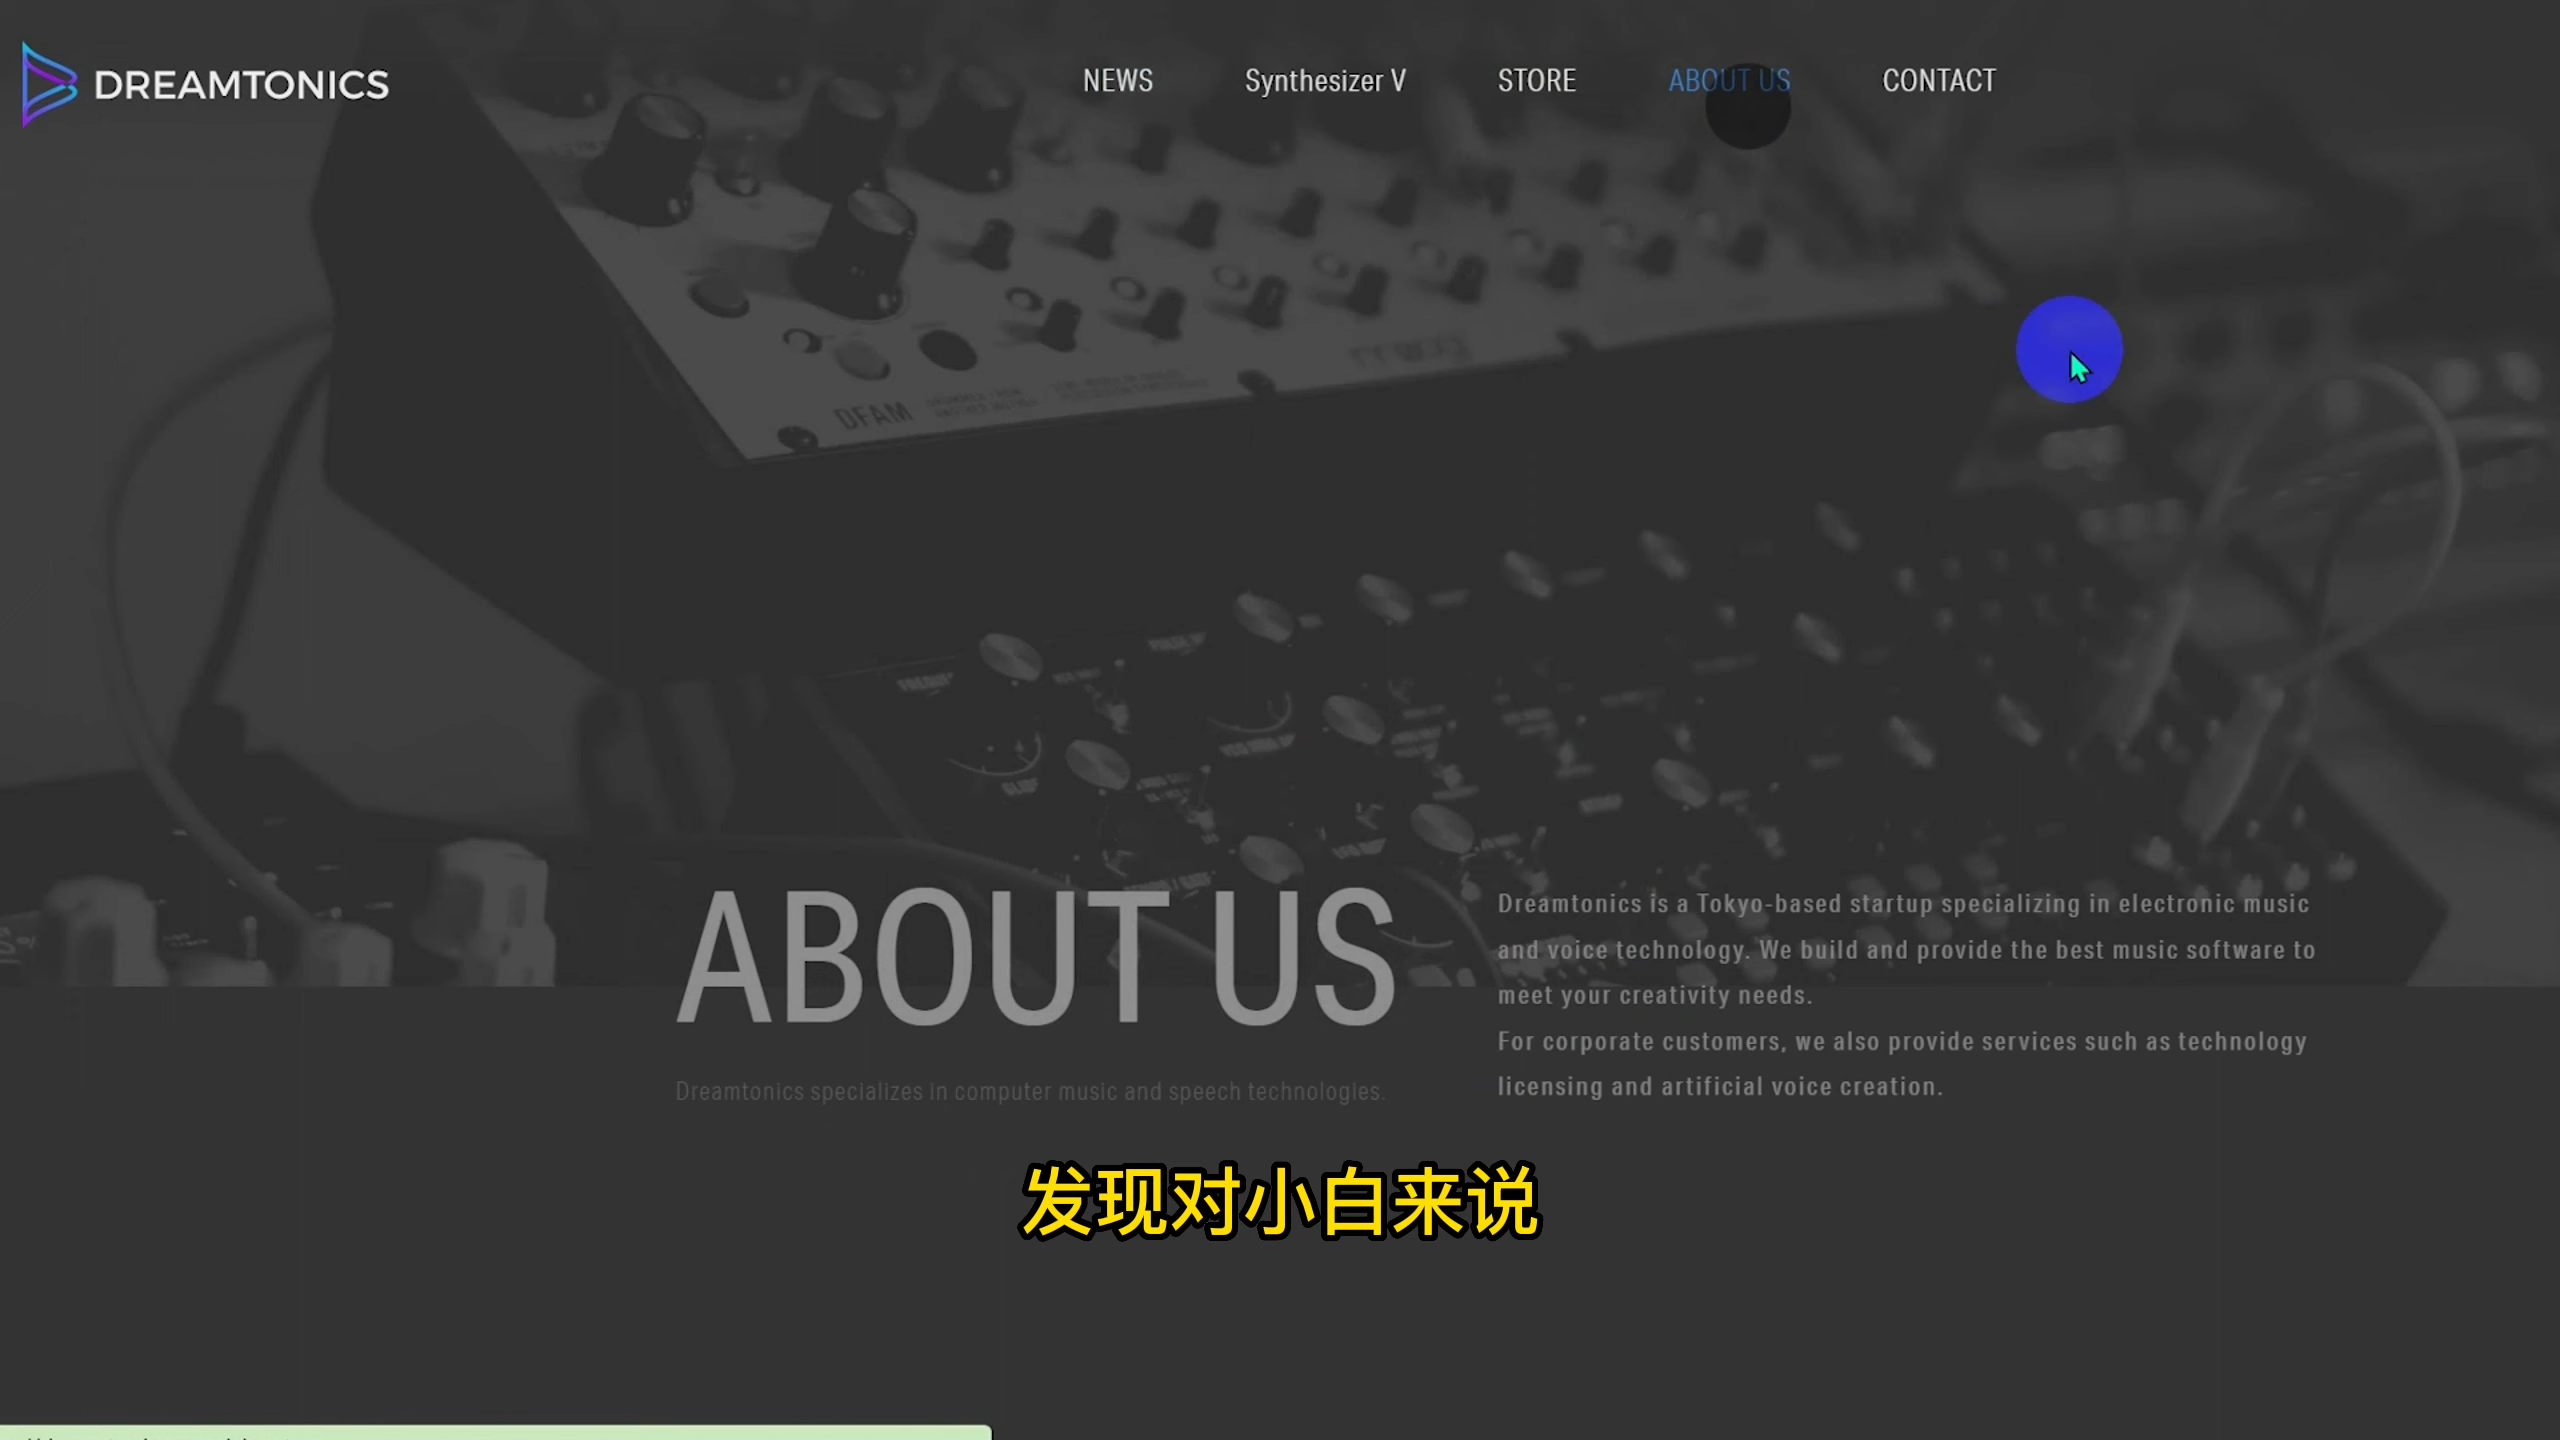 DREAMTONICS
NEWS
Synthesizer V
STORE
ABOUT US
CONTACT
DFAM
ABOUT US
Dreamtonics specializes in computer music and speech technologies.
Dreamtonics is a Tokyo-based startup specializing in electronic music
and voice technology. We build and provide the best music software to
meet your creativity needs.
For corporate customers, we also provide services such as technology
licensing and artificial voice creation.
发现对小白来说